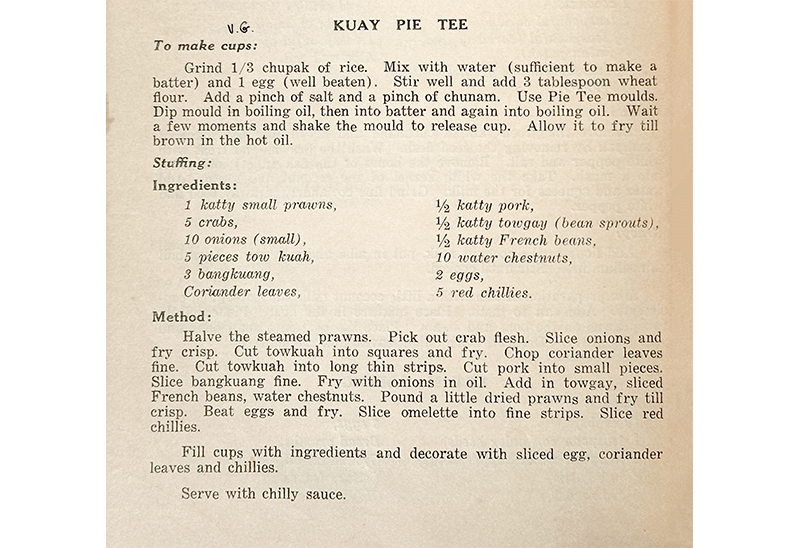 V.G.
KUAY PIE TEE
To make cups:
Grind 1/3 chupak of rice. Mix with water (sufficient to make a
batter) and 1 egg (well beaten). Stir well and add 3 tablespoon wheat
flour. Add a pinch of salt and a pinch of chunam. Use Pie Tee moulds.
Dip mould in boiling oil, then into batter and again into boiling oil. Wait
a few moments and shake the mould to release cup. Allow it to fry till
brown in the hot oil.
Stuffing:
Ingredients:
1 katty small prawns,
5 crabs,
10 onions (small),
5 pieces tow kuah,
3 bangkuang,
Coriander leaves,
½ katty pork,
½ katty towgay (bean sprouts),
½ katty French beans,
10 water chestnuts,
2 eggs,
5 red chillies.
Method:
Halve the steamed prawns. Pick out crab flesh. Slice onions and
fry crisp. Cut towkuah into squares and fry. Chop coriander leaves
fine. Cut towkuah into long thin strips. Cut pork into small pieces.
Slice bangkuang fine. Fry with onions in oil. Add in towgay, sliced
French beans, water chestnuts. Pound a little dried prawns and fry till
crisp. Beat eggs and fry. Slice omelette into fine strips. Slice red
chillies.
Fill cups with ingredients and decorate with sliced egg, coriander
leaves and chillies.
Serve with chilly sauce.